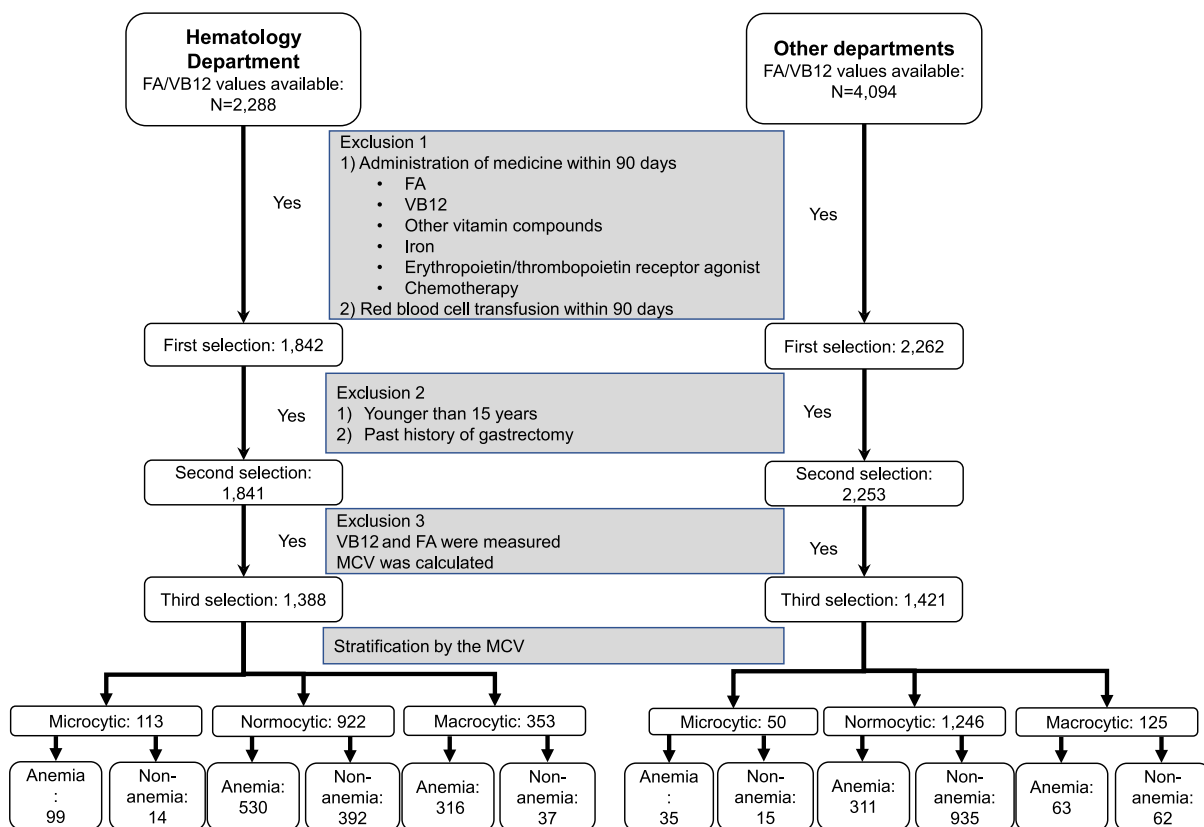 Hematology
Department
FA/VB12 values available:
N=2,288
Other departments
FA/VB12 values available:
N=4,094
Exclusion 1
1) Administration of medicine within 90 days
• FA
• VB12
• Other vitamin compounds
• Iron
• Erythropoietin/thrombopoietin receptor agonist
• Chemotherapy
2) Red blood cell transfusion within 90 days
Yes
Yes
First selection: 1,842
First selection: 2,262
Exclusion 2
1) Younger than 15 years
2) Past history of gastrectomy
Yes
Yes
Second selection:
1,841
Second selection:
2,253
Exclusion 3
VB12 and FA were measured
MCV was calculated
Yes
Yes
Third selection: 1,388
Third selection: 1,421
Stratification by the MCV
Microcytic: 113
Normocytic: 922
Macrocytic: 353
Microcytic: 50
Normocytic: 1,246
Macrocytic: 125
Anemia
:
99
Non-
anemia:
14
Anemia:
530
Non-
anemia:
392
Anemia:
316
Non-
anemia:
37
Anemia
:
35
Non-
anemia:
15
Anemia:
311
Non-
anemia:
935
Anemia:
63
Non-
anemia:
62